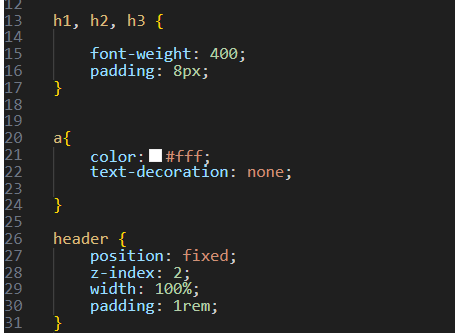 12
13 h1, h2, h3 {
14
15 font-weight: 400;
16 padding: 8px;
17 }
18
19
20 a{
21 color: #fff;
22 text-decoration: none;
23
24 }
25
26 header {
27 position: fixed;
28 z-index: 2;
29 width: 100%;
30 padding: 1rem;
31 }